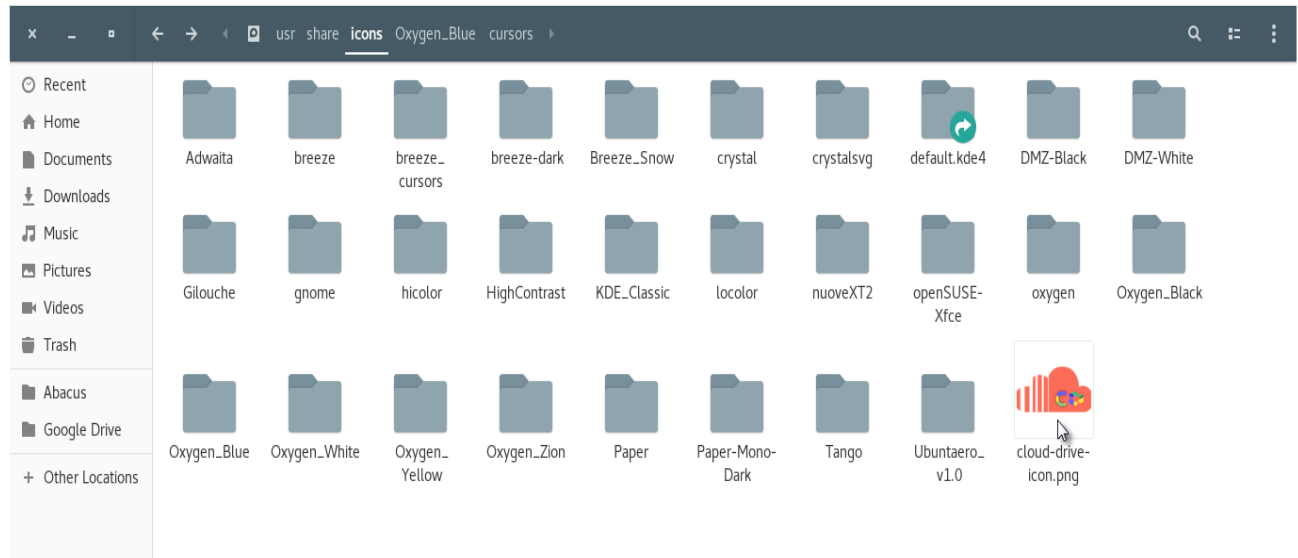 usr share icons Oxygen_Blue cursors
Recent
Home
Documents
Downloads
Music
Pictures
Videos
Trash
Abacus
Google Drive
+ Other Locations
Adwaita
breeze
breeze_
cursors
breeze-dark
Breeze_Snow
crystal
crystalsvg
default.kde4
DMZ-Black
DMZ-White
Gilouche
gnome
hicolor
HighContrast
KDE_Classic
locolor
nuoveXT2
openSUSE-
Xfce
oxygen
Oxygen_Black
Oxygen_Blue
Oxygen_White
Oxygen_
Yellow
Oxygen_Zion
Paper
Paper-Mono-
Dark
Tango
Ubuntaero_
v1.0
cloud-drive-
icon.png